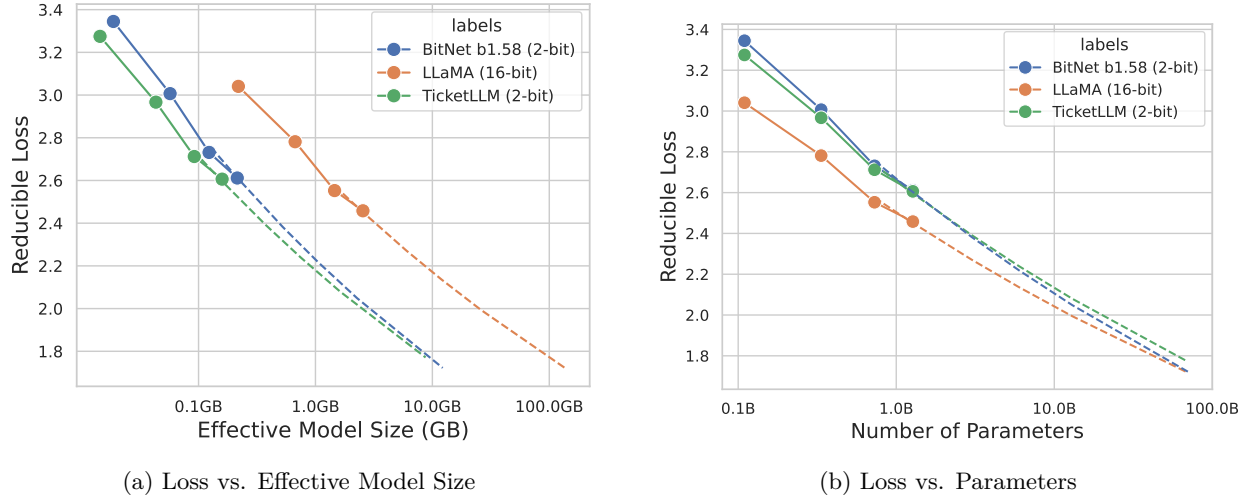 3.4
3.2
3.0
2.8
2.6
2.4
2.2
2.0
1.8
Reducible Loss
labels
BitNet b1.58 (2-bit)
LLaMA (16-bit)
TicketLLM (2-bit)
0.1GB
1.0GB
10.0GB
100.0GB
Effective Model Size (GB)
(a) Loss vs. Effective Model Size
3.4
3.2
3.0
2.8
2.6
2.4
2.2
2.0
1.8
Reducible Loss
labels
BitNet b1.58 (2-bit)
LLaMA (16-bit)
TicketLLM (2-bit)
0.1B
1.0B
10.0B
100.0B
Number of Parameters
(b) Loss vs. Parameters